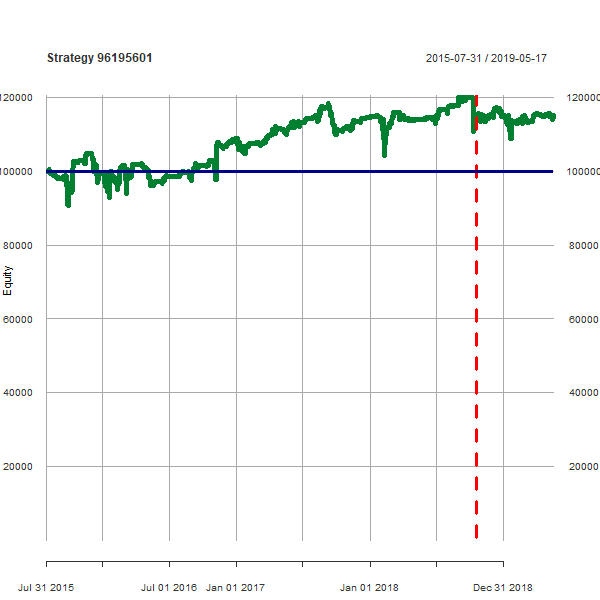 Strategy 96195601
2015-07-31 / 2019-05-17
120000
120000
100000
100000
80000
80000
Equity
60000
60000
40000
40000
20000
20000
Jul 31 2015
Jul 01 2016
Jan 01 2017
Jan 01 2018
Dec 31 2018